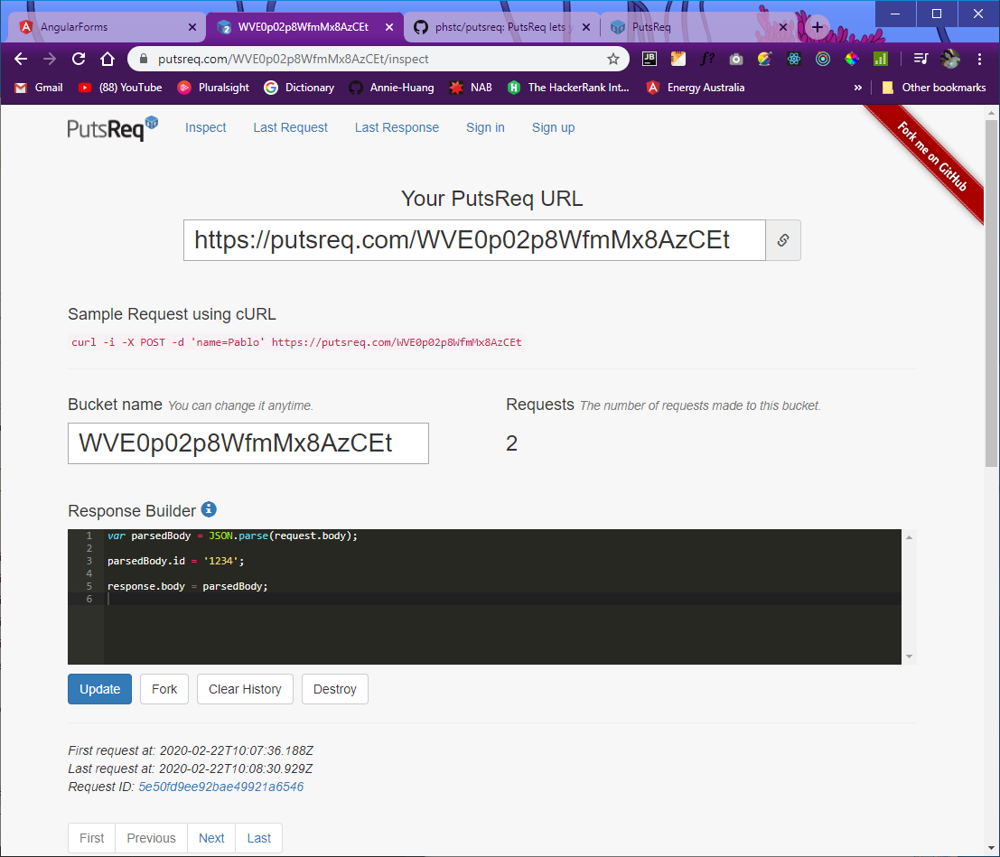 AngularForms
WVE0p02p8WfmMx8AzCEt
phstc/putsreq: PutsReq lets
PutsReq
putsreq.com/WVE0p02p8WfmMx8AzCEt/inspect
Gmail
(88) YouTube
Pluralsight
Dictionary
Annie-Huang
NAB
The HackerRank Int...
Energy Australia
»
Other bookmarks
PutsReq
Inspect
Last Request
Last Response
Sign in
Sign up
Fork me on GitHub
Your PutsReq URL
https://putsreq.com/WVE0p02p8WfmMx8AzCEt
Sample Request using cURL
curl -i -X POST -d 'name=Pablo' https://putsreq.com/WVE0p02p8WfmMx8AzCEt
Bucket name You can change it anytime.
Requests The number of requests made to this bucket.
WVE0p02p8WfmMx8AzCEt
2
Response Builder
1 var parsedBody = JSON.parse(request.body);
2
3 parsedBody.id = '1234';
4
5 response.body = parsedBody;
6
Update
Fork
Clear History
Destroy
First request at: 2020-02-22T10:07:36.188Z
Last request at: 2020-02-22T10:08:30.929Z
Request ID: 5e50fd9ee92bae49921a6546
First
Previous
Next
Last